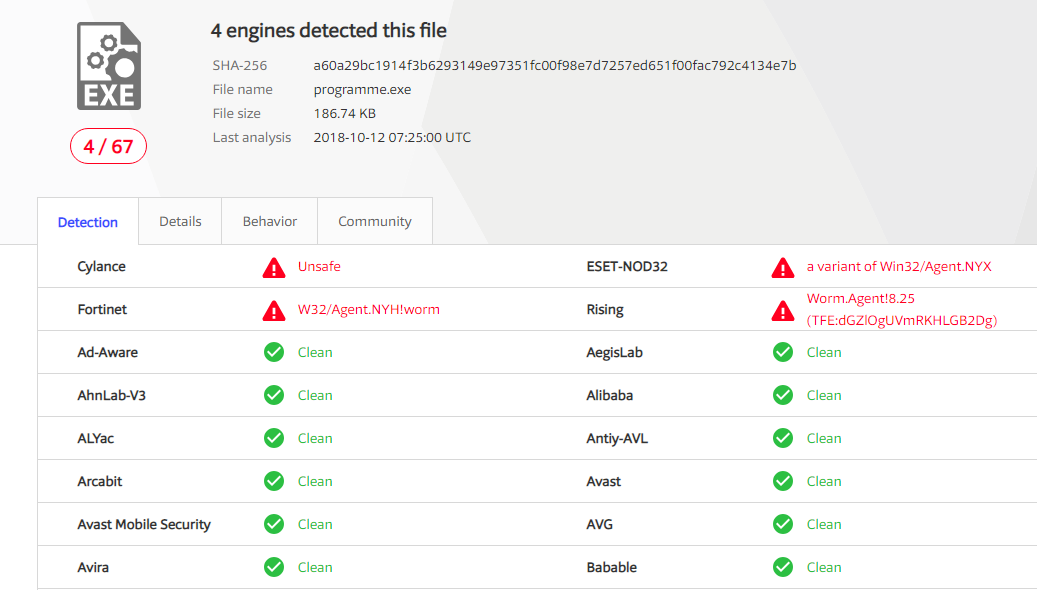 4 engines detected this file
SHA-256 a60a29bc1914f3b6293149e97351fc00f98e7d7257ed651f00fac792c4134e7b
File name programme.exe
File size 186.74 KB
Last analysis 2018-10-12 07:25:00 UTC
EXE
4 / 67
Detection Details Behavior Community
Cylance Unsafe ESET-NOD32 a variant of Win32/Agent.NYX
Fortinet W32/Agent.NYH!worm Rising Worm.Agent!8.25
(TFE:dGZlOgUVmRKHLGB2Dg)
Ad-Aware Clean AegisLab Clean
AhnLab-V3 Clean Alibaba Clean
ALYac Clean Antiy-AVL Clean
Arcabit Clean Avast Clean
Avast Mobile Security Clean AVG Clean
Avira Clean Babable Clean